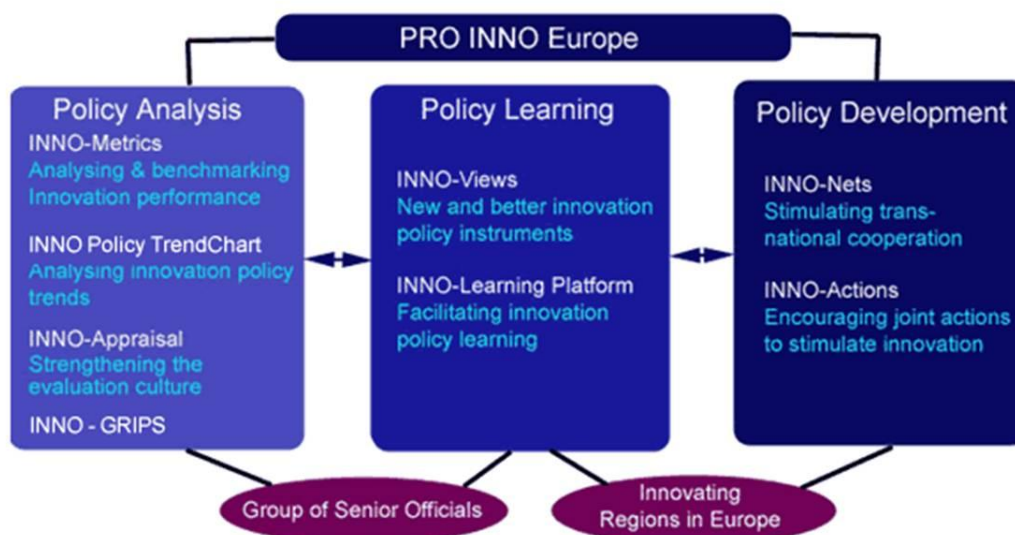 PRO INNO Europe
Policy Analysis
INNO-Metrics
Analysing & benchmarking
Innovation performance
INNO Policy TrendChart
Analysing innovation policy
trends
INNO-Appraisal
Strengthening the
evaluation culture
INNO - GRIPS
Policy Learning
INNO-Views
New and better innovation
policy instruments
INNO-Learning Platform
Facilitating innovation
policy learning
Policy Development
INNO-Nets
Stimulating trans-
national cooperation
INNO-Actions
Encouraging joint actions
to stimulate innovation
Group of Senior Officials
Innovating
Regions in Europe